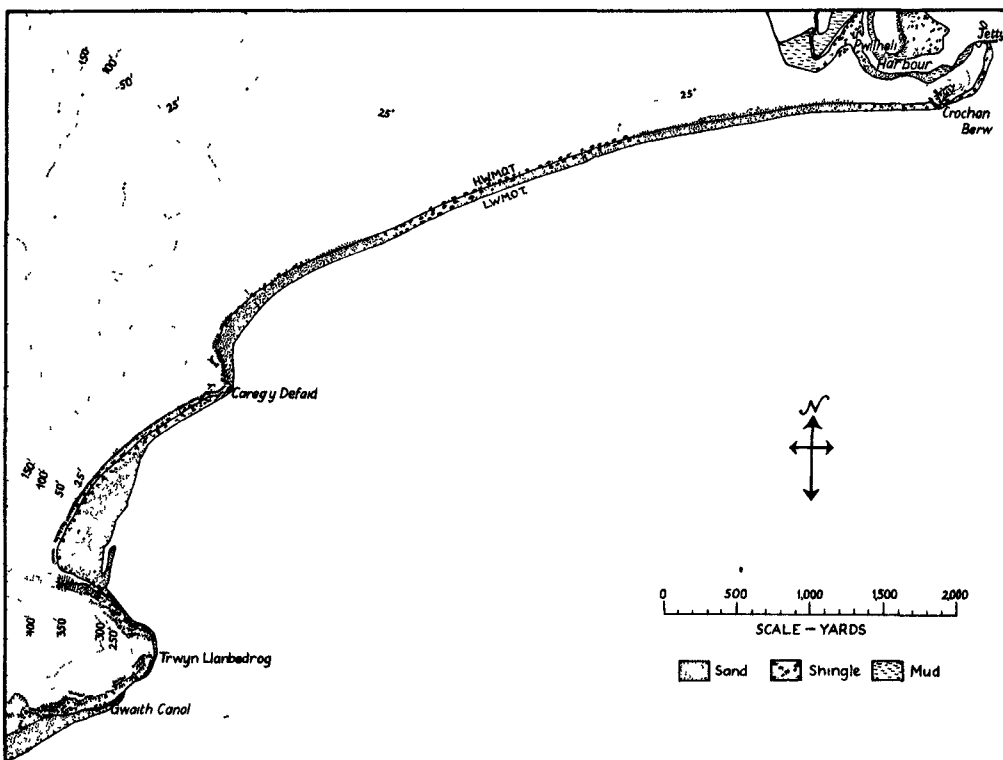 150'
100'
50'
25'
25'
25'
Pwllheli
Harbour
Jetty
Crochan
Berw
HWMOT
LWMOT
Careg y Defaid
150'
100'
50'
25'
N
0 500 1,000 1,500 2,000
SCALE – YARDS
Sand Shingle Mud
400'
350'
300'
250'
Trwyn Llanbedrog
Gwaith Canol